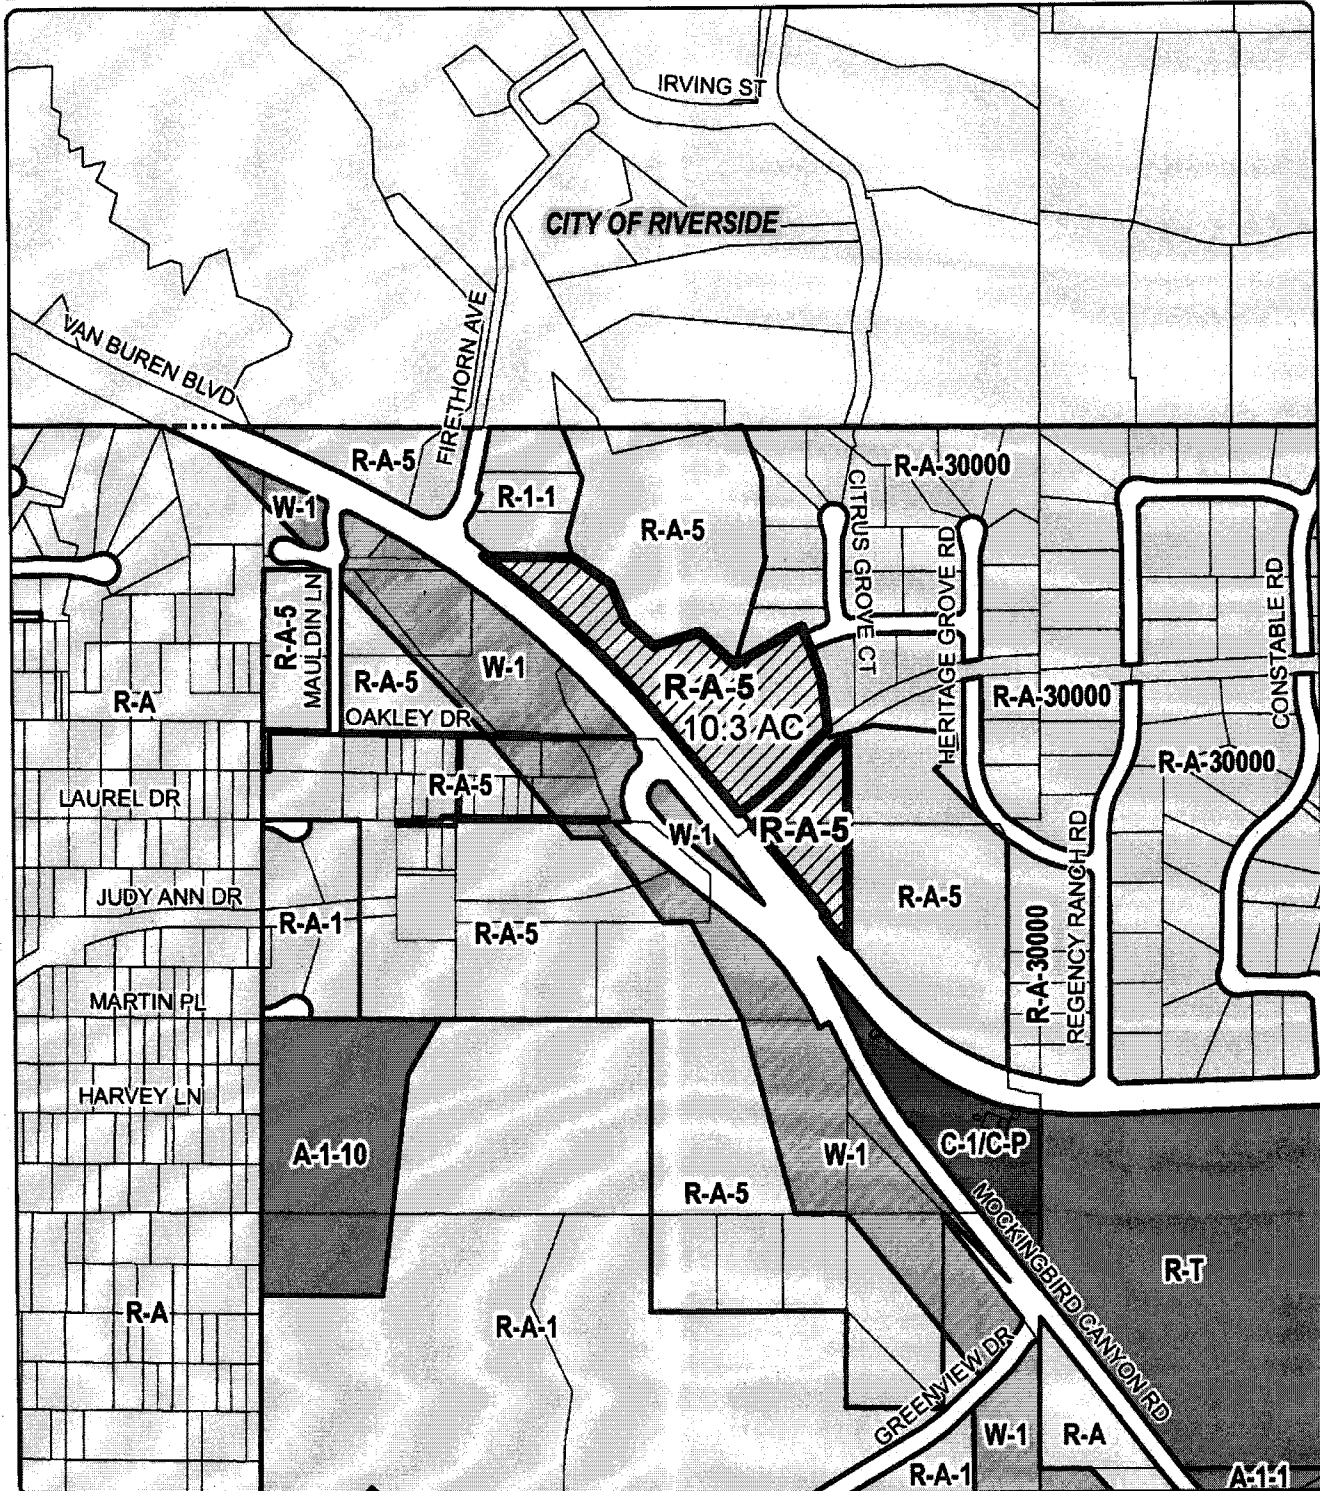 IRVING ST
CITY OF RIVERSIDE
VAN BUREN BLVD
FIRETHORN AVE
R-A-5
R-A-30000
W-1
R-1-1
R-A-5
CITRUS GROVE CT
HERITAGE GROVE RD
CONSTABLE RD
R-A-5
MAULDIN LN
R-A-5
W-1
R-A-5
10.3 AC
R-A
OAKLEY DR
R-A-30000
R-A-30000
LAUREL DR
R-A-5
W-1
R-A-5
REGENCY RANCH RD
JUDY ANN DR
R-A-1
R-A-5
R-A-5
R-A-30000
MARTIN PL
HARVEY LN
A-1-10
W-1
C-1/C-P
R-A-5
MOCKINGBIRD CANYON RD
R-T
R-A
R-A-1
GREENVIEW DR
W-1
R-A
R-A-1
A-1-1